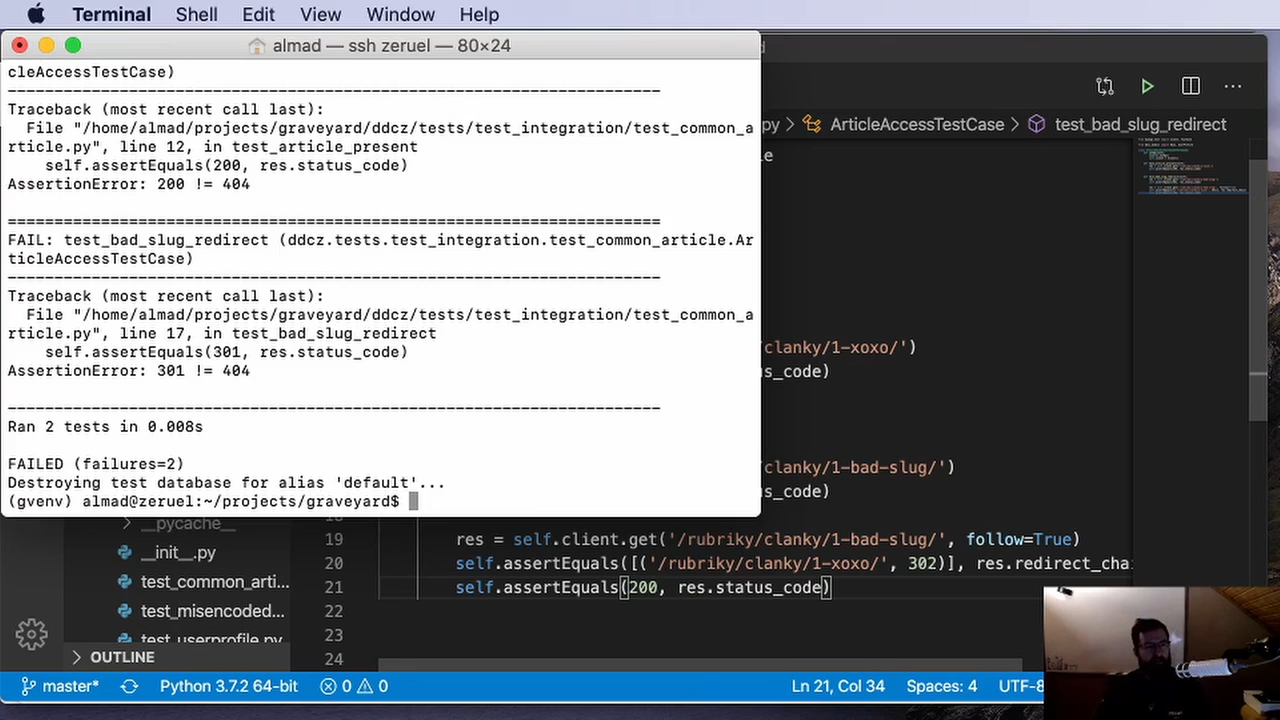 Terminal Shell Edit View Window Help
almad — ssh zeruel — 80×24
cleAccessTestCase)
----------------------------------------------------------------------
Traceback (most recent call last):
  File "/home/almad/projects/graveyard/ddcz/tests/test_integration/test_common_a
rticle.py", line 12, in test_article_present
    self.assertEquals(200, res.status_code)
AssertionError: 200 != 404
======================================================================
FAIL: test_bad_slug_redirect (ddcz.tests.test_integration.test_common_article.Ar
ticleAccessTestCase)
----------------------------------------------------------------------
Traceback (most recent call last):
  File "/home/almad/projects/graveyard/ddcz/tests/test_integration/test_common_a
rticle.py", line 17, in test_bad_slug_redirect
    self.assertEquals(301, res.status_code)
AssertionError: 301 != 404
----------------------------------------------------------------------
Ran 2 tests in 0.008s
FAILED (failures=2)
Destroying test database for alias 'default'...
(gvenv) almad@zeruel:~/projects/graveyard$
py > ArticleAccessTestCase > test_bad_slug_redirect
le
/clanky/1-xoxo/')
us_code)
/clanky/1-bad-slug/')
us_code)
19 res = self.client.get('/rubriky/clanky/1-bad-slug/', follow=True)
20 self.assertEquals([('/rubriky/clanky/1-xoxo/', 302)], res.redirect_cha
21 self.assertEquals(200, res.status_code)
22
23
24
__pycache__
__init__.py
test_common_arti...
test_misencoded...
test_userprofile.py
OUTLINE
master* Python 3.7.2 64-bit 0 0 Ln 21, Col 34 Spaces: 4 UTF-8